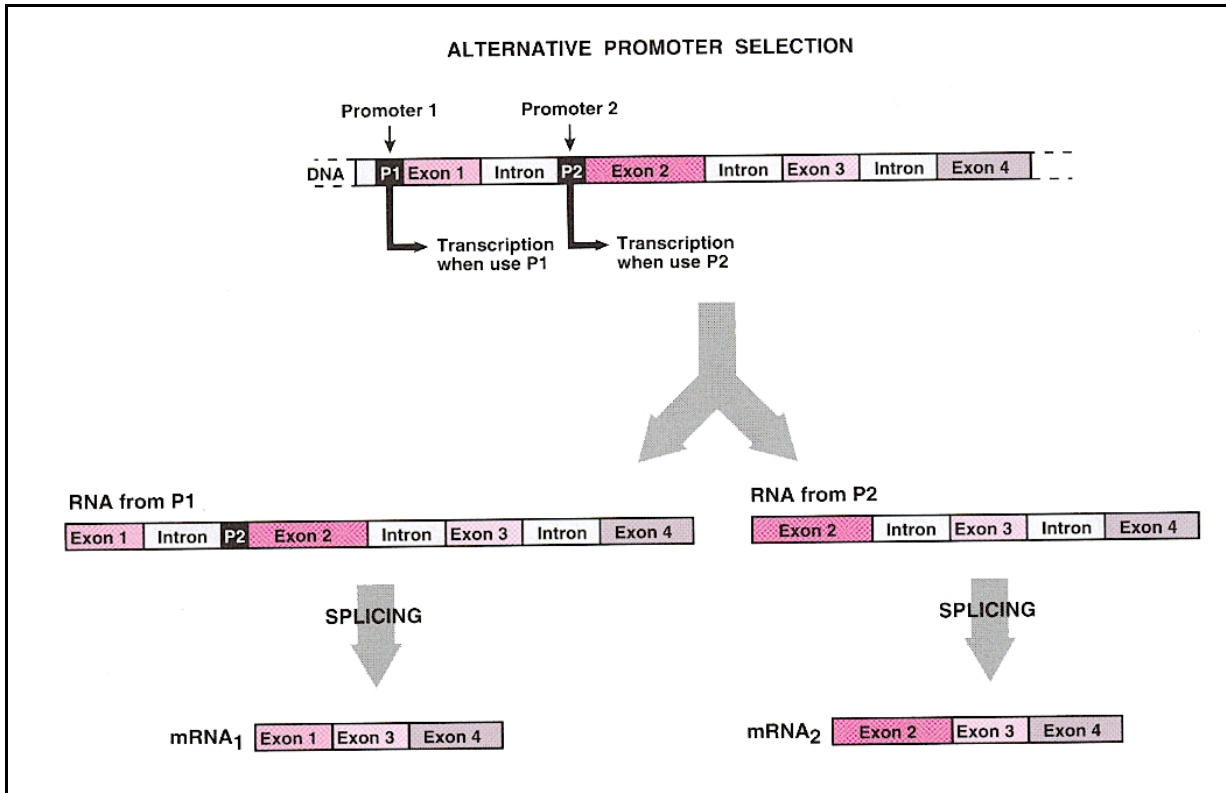 ALTERNATIVE PROMOTER SELECTION
Promoter 1 Promoter 2
DNA P1 Exon 1 Intron P2 Exon 2 Intron Exon 3 Intron Exon 4
Transcription
when use P1
Transcription
when use P2
RNA from P1
Exon 1 Intron P2 Exon 2 Intron Exon 3 Intron Exon 4
RNA from P2
Exon 2 Intron Exon 3 Intron Exon 4
SPLICING
SPLICING
mRNA1 Exon 1 Exon 3 Exon 4
mRNA2 Exon 2 Exon 3 Exon 4